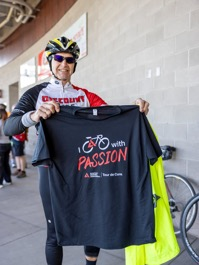 DISCOUNT
I with
PASSION
Tour de Cure